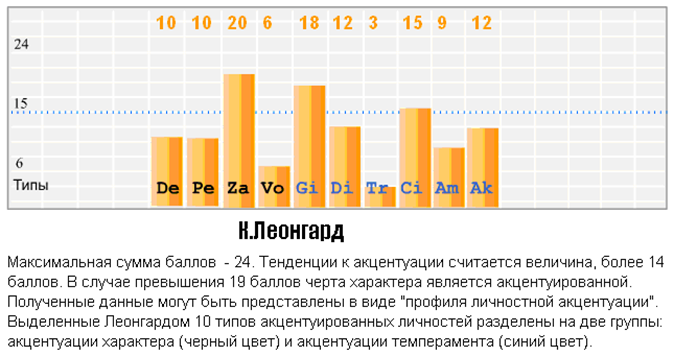 10 10 20 6 18 12 3 15 9 12
24
15
6
Типы De Pe Za Vo Gi Di Tr Ci Am Ak
К.Леонгард
Максимальная сумма баллов - 24. Тенденции к акцентуации считается величина, более 14
баллов. В случае превышения 19 баллов черта характера является акцентуированной.
Полученные данные могут быть представлены в виде "профиля личностной акцентуации".
Выделенные Леонгардом 10 типов акцентуированных личностей разделены на две группы:
акцентуации характера (черный цвет) и акцентуации темперамента (синий цвет).